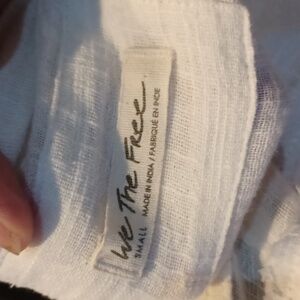 We The Free
SMALL
MADE IN INDIA / FABRIQUÉ EN INDE